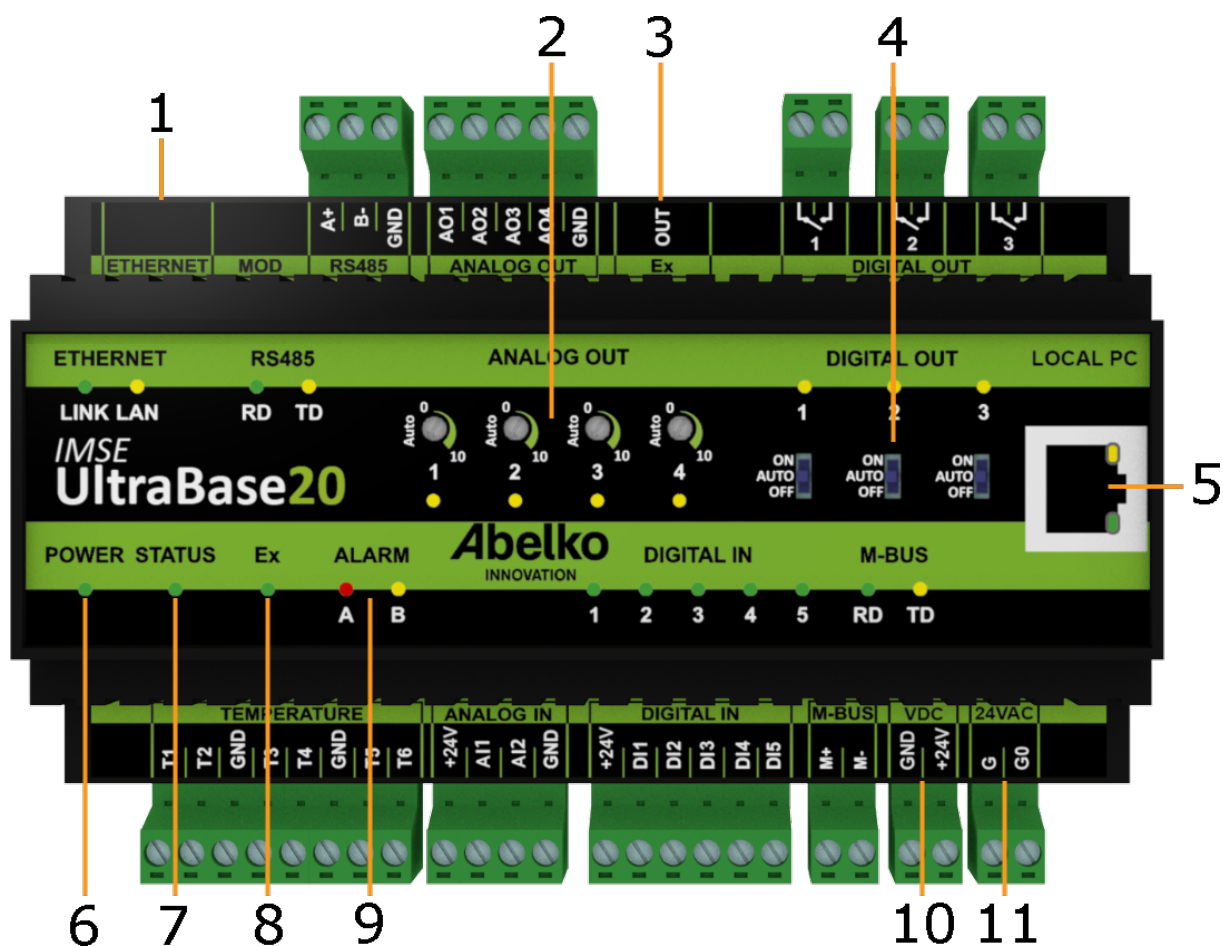 1 2 3 4
A+ B- GND AO1 AO2 AO3 AO4 GND OUT 1 2 3
ETHERNET MOD RS485 ANALOG OUT Ex DIGITAL OUT
ETHERNET RS485 ANALOG OUT DIGITAL OUT LOCAL PC
LINK LAN RD TD 1 2 3
Auto 0 10 Auto 0 10 Auto 0 10 Auto 0 10
IMSE
UltraBase20
1 2 3 4
ON AUTO OFF ON AUTO OFF ON AUTO OFF
5
POWER STATUS Ex ALARM Abelko DIGITAL IN M-BUS
INNOVATION
A B 1 2 3 4 5 RD TD
TEMPERATURE ANALOG IN DIGITAL IN M-BUS VDC 24VAC
T1 T2 GND T3 T4 GND T5 T6 +24V AI1 AI2 GND +24V DI1 DI2 DI3 DI4 DI5 M+ M- GND +24V G G0
6 7 8 9 10 11